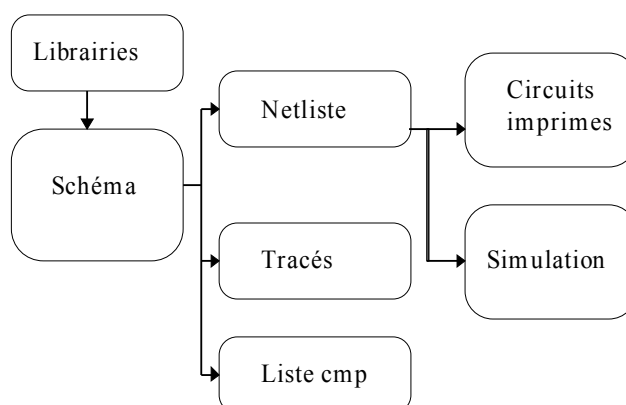 Librairies
Schéma
Netliste
Tracés
Liste cmp
Circuits
imprimes
Simulation